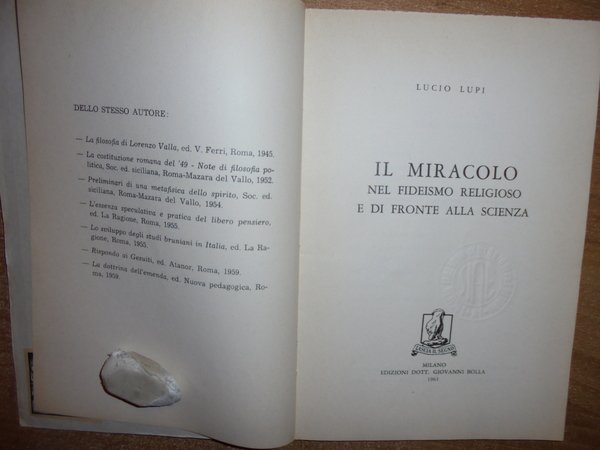 DELLO STESSO AUTORE:
— La filosofia di Lorenzo Valla, ed. V. Ferri, Roma, 1945.
— La costituzione romana del '49 - Note di filosofia po-
litica, Soc. ed. siciliana, Roma-Mazara del Vallo, 1952.
— Preliminari di una metafisica dello spirito, Soc. ed.
siciliana, Roma-Mazara del Vallo, 1954.
— L'essenza speculativa e pratica del libero pensiero,
ed. La Ragione, Roma, 1955.
— Lo sviluppo degli studi bruniani in Italia, ed. La Ra-
gione, Roma, 1955.
— Rispondo ai Gesuiti, ed. Atanor, Roma, 1959.
— La dottrina dell'emenda, ed. Nuova pedagogica, Ro-
ma, 1959.
LUCIO LUPI
IL MIRACOLO
NEL FIDEISMO RELIGIOSO
E DI FRONTE ALLA SCIENZA
LASCIA IL SEGNO
MILANO
EDIZIONI DOTT. GIOVANNI BOLLA
1961